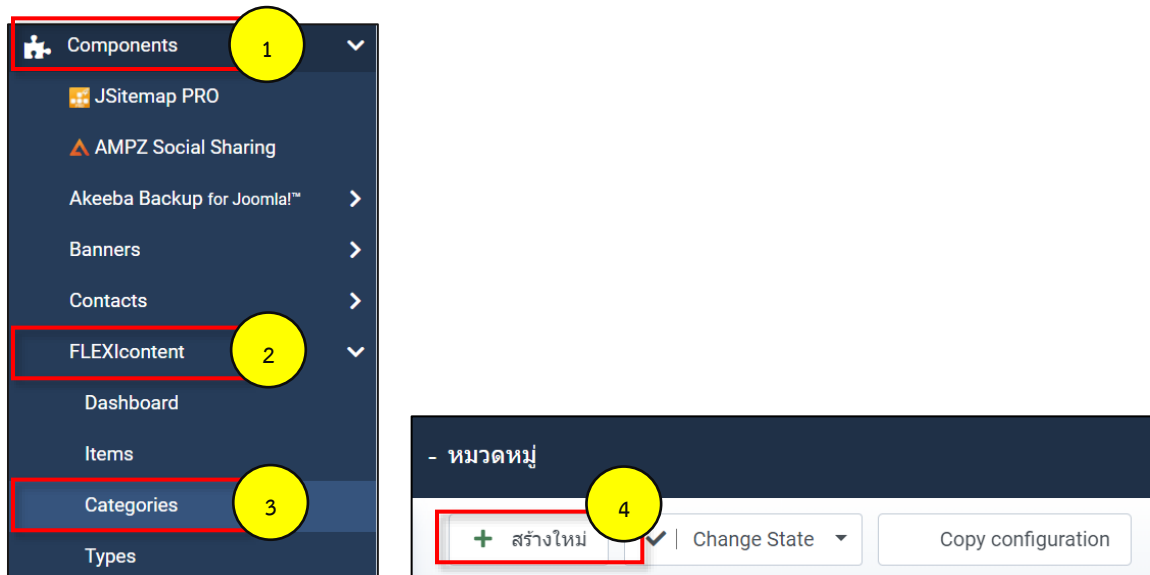 Components
1
JSitemap PRO
AMPZ Social Sharing
Akeeba Backup for Joomla!™
Banners
Contacts
FLEXIcontent
2
Dashboard
Items
Categories
3
Types
- หมวดหมู่
4
+ สร้างใหม่
Change State
Copy configuration